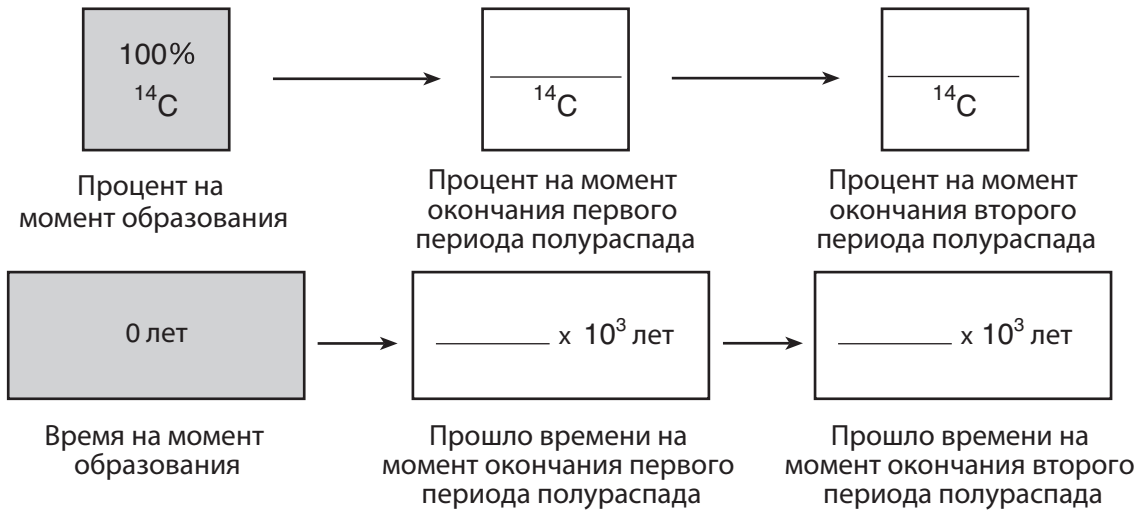 100%
¹⁴C
Процент на
момент образования
¹⁴C
Процент на момент
окончания первого
периода полураспада
¹⁴C
Процент на момент
окончания второго
периода полураспада
0 лет
Время на момент
образования
______ x 10³ лет
Прошло времени на
момент окончания первого
периода полураспада
______ x 10³ лет
Прошло времени на
момент окончания второго
периода полураспада